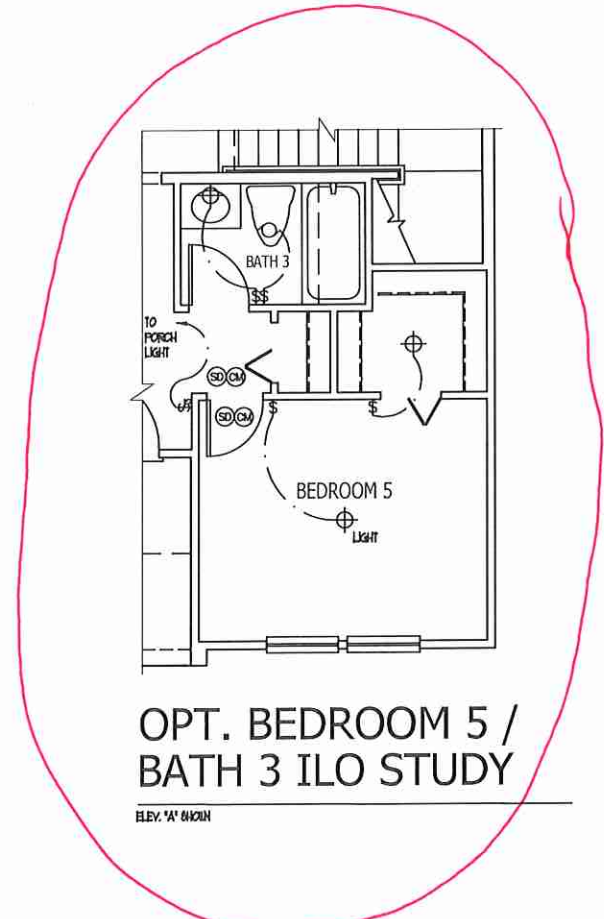 BATH 3
$$
TO
PORCH
LIGHT
SD CM
$
SD CM
$
$
BEDROOM 5
LIGHT
OPT. BEDROOM 5 /
BATH 3 ILO STUDY
ELEV. "A" SHOWN